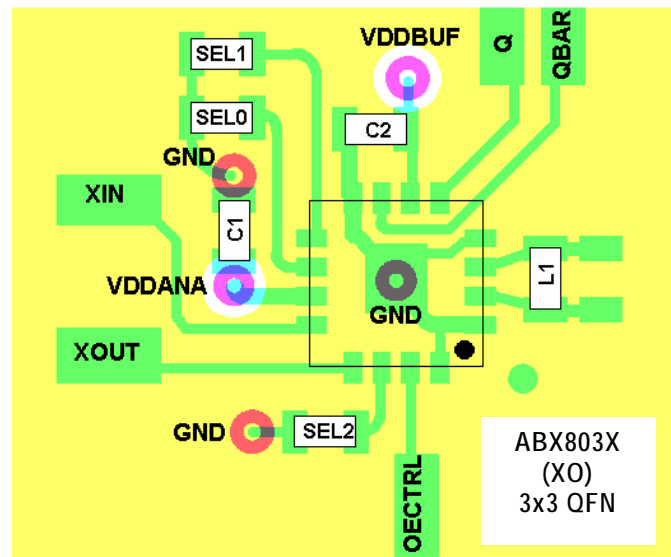 SEL1
VDDBUF
Q
QBAR
SEL0
C2
GND
XIN
C1
L1
VDDANA
GND
XOUT
GND
SEL2
OECTRL
ABX803X
(XO)
3x3 QFN